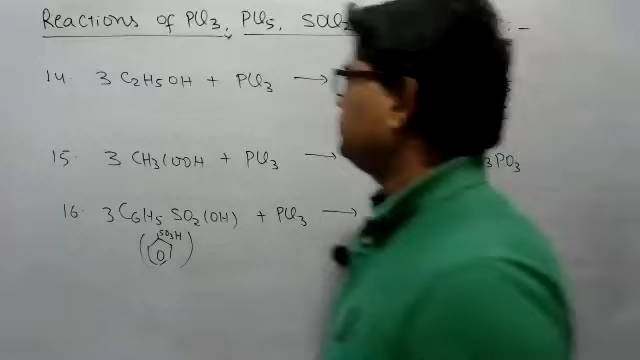 Reactions of PCl3, PCl5, SOCl2 :-
14. 3 C2H5OH + PCl3 ⟶
15. 3 CH3COOH + PCl3 ⟶ 3PO3
16. 3 C6H5 SO2(OH) + PCl3 ⟶
( SO3H )